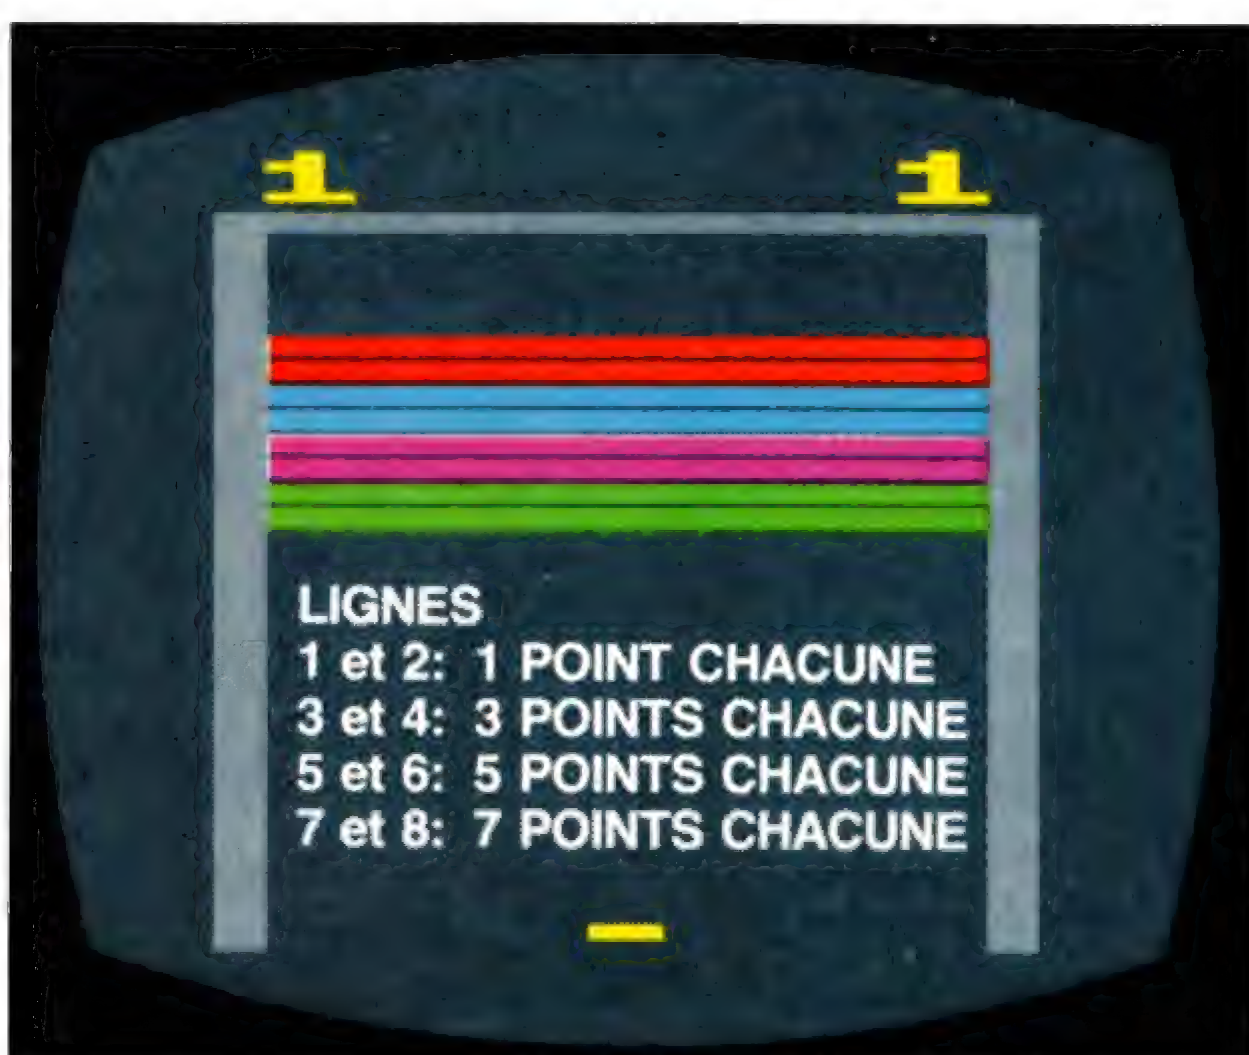 1 1
LIGNES
1 et 2: 1 POINT CHACUNE
3 et 4: 3 POINTS CHACUNE
5 et 6: 5 POINTS CHACUNE
7 et 8: 7 POINTS CHACUNE